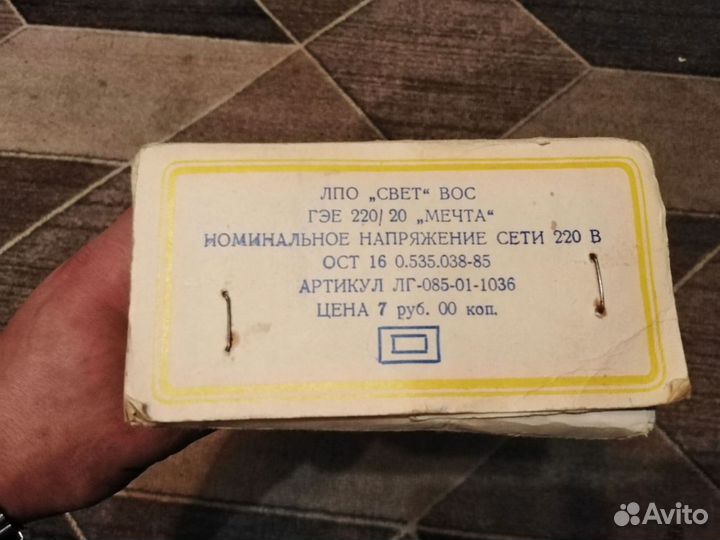 ЛПО „СВЕТ“ ВОС
ГЭЕ 220/20 „МЕЧТА“
НОМИНАЛЬНОЕ НАПРЯЖЕНИЕ СЕТИ 220 В
ОСТ 16 0.535.038-85
АРТИКУЛ ЛГ-085-01-1036
ЦЕНА 7 руб. 00 коп.
Avito